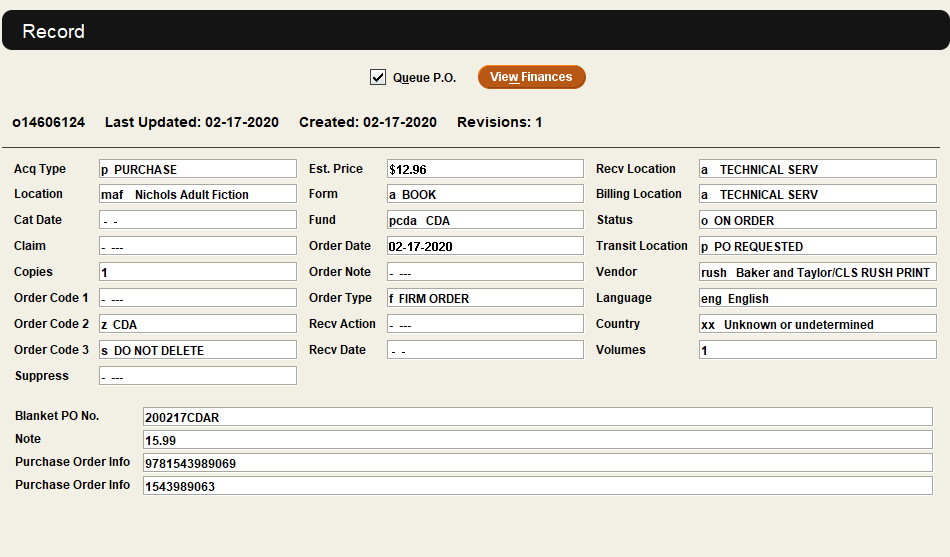 Record
Queue P.O. View Finances
o14606124 Last Updated: 02-17-2020 Created: 02-17-2020 Revisions: 1
Acq Type p PURCHASE Est. Price $12.96 Recv Location a TECHNICAL SERV
Location maf Nichols Adult Fiction Form a BOOK Billing Location a TECHNICAL SERV
Cat Date - - Fund pcda CDA Status o ON ORDER
Claim - --- Order Date 02-17-2020 Transit Location p PO REQUESTED
Copies 1 Order Note - --- Vendor rush Baker and Taylor/CLS RUSH PRINT
Order Code 1 - --- Order Type f FIRM ORDER Language eng English
Order Code 2 z CDA Recv Action - --- Country xx Unknown or undetermined
Order Code 3 s DO NOT DELETE Recv Date - - Volumes 1
Suppress - ---
Blanket PO No. 200217CDAR
Note 15.99
Purchase Order Info 9781543989069
Purchase Order Info 1543989063